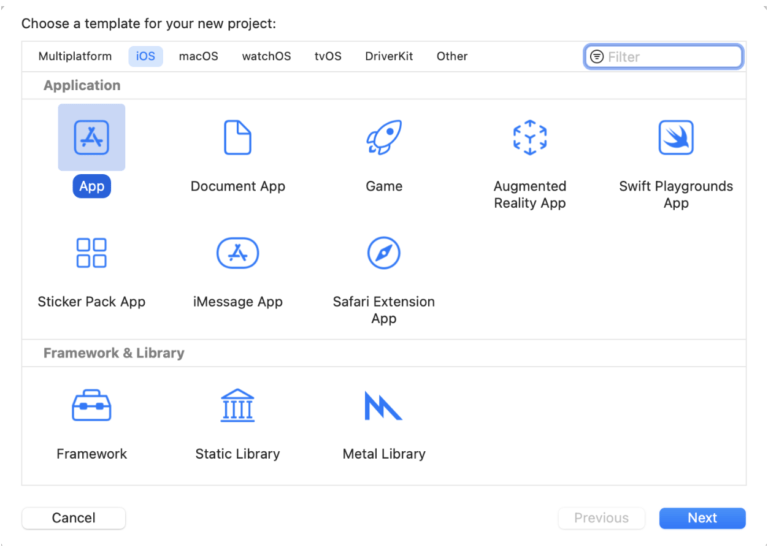 Choose a template for your new project:
Multiplatform iOS macOS watchOS tvOS DriverKit Other Filter
Application
App Document App Game Augmented Reality App Swift Playgrounds App
Sticker Pack App iMessage App Safari Extension App
Framework & Library
Framework Static Library Metal Library
Cancel Previous Next